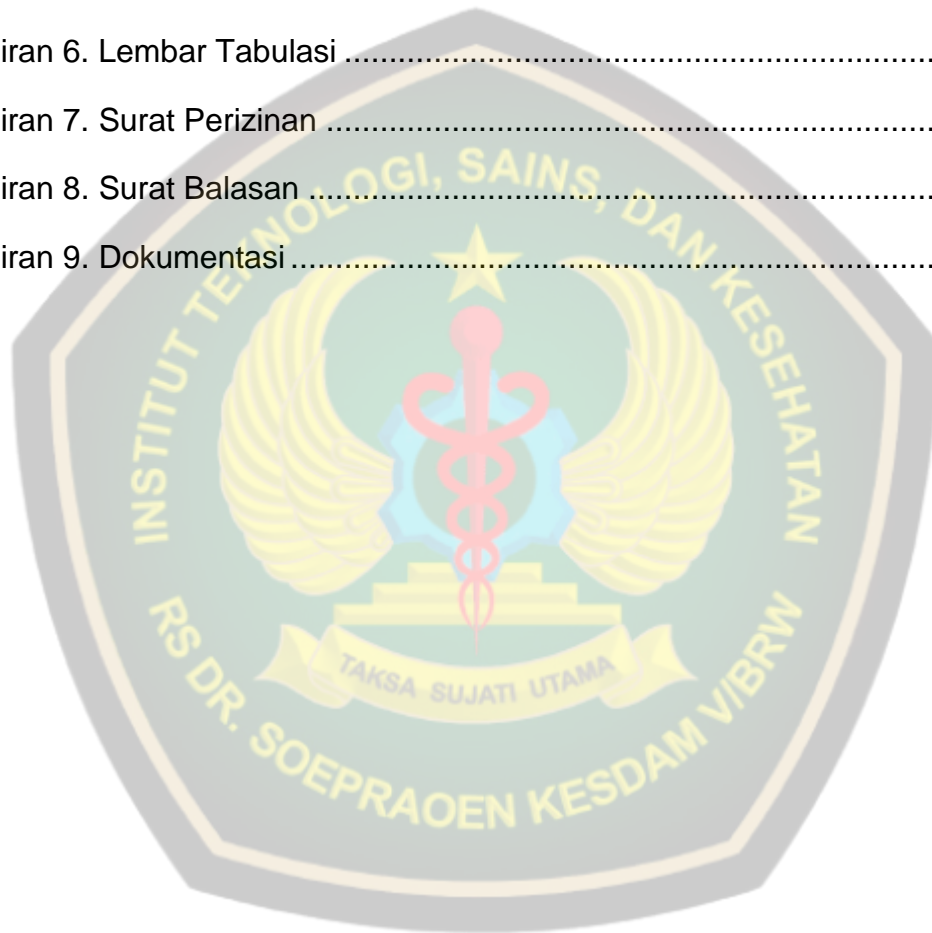 iran 6. Lembar Tabulasi ......................................................................
iran 7. Surat Perizinan ......................................................................
iran 8. Surat Balasan ......................................................................
iran 9. Dokumentasi ......................................................................
INSTITUT TEKNOLOGI, SAINS, DAN KESEHATAN
TAKSA SUJATI UTAMA
RS DR. SOEPRAOEN KESDAM V/BRW